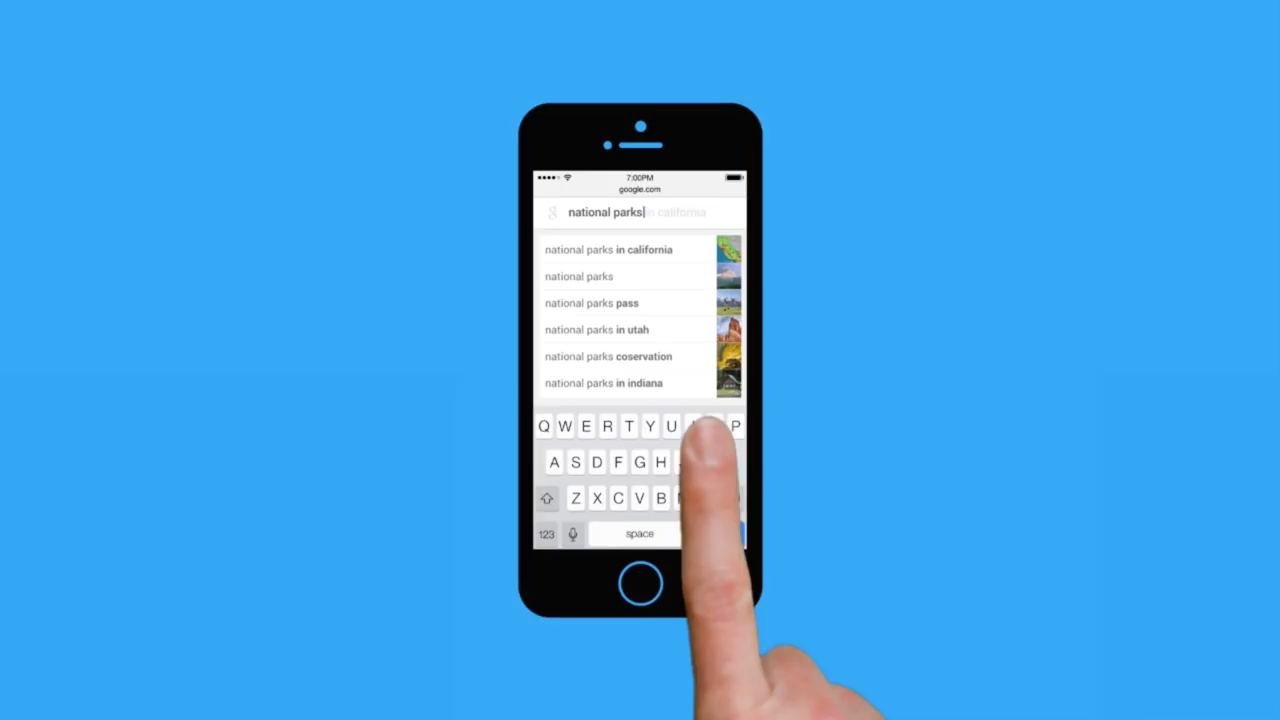 7:00PM
google.com
g national parks in california
national parks in california
national parks
national parks pass
national parks in utah
national parks coservation
national parks in indiana
Q W E R T Y U P
A S D F G H
Z X C V B
123 space